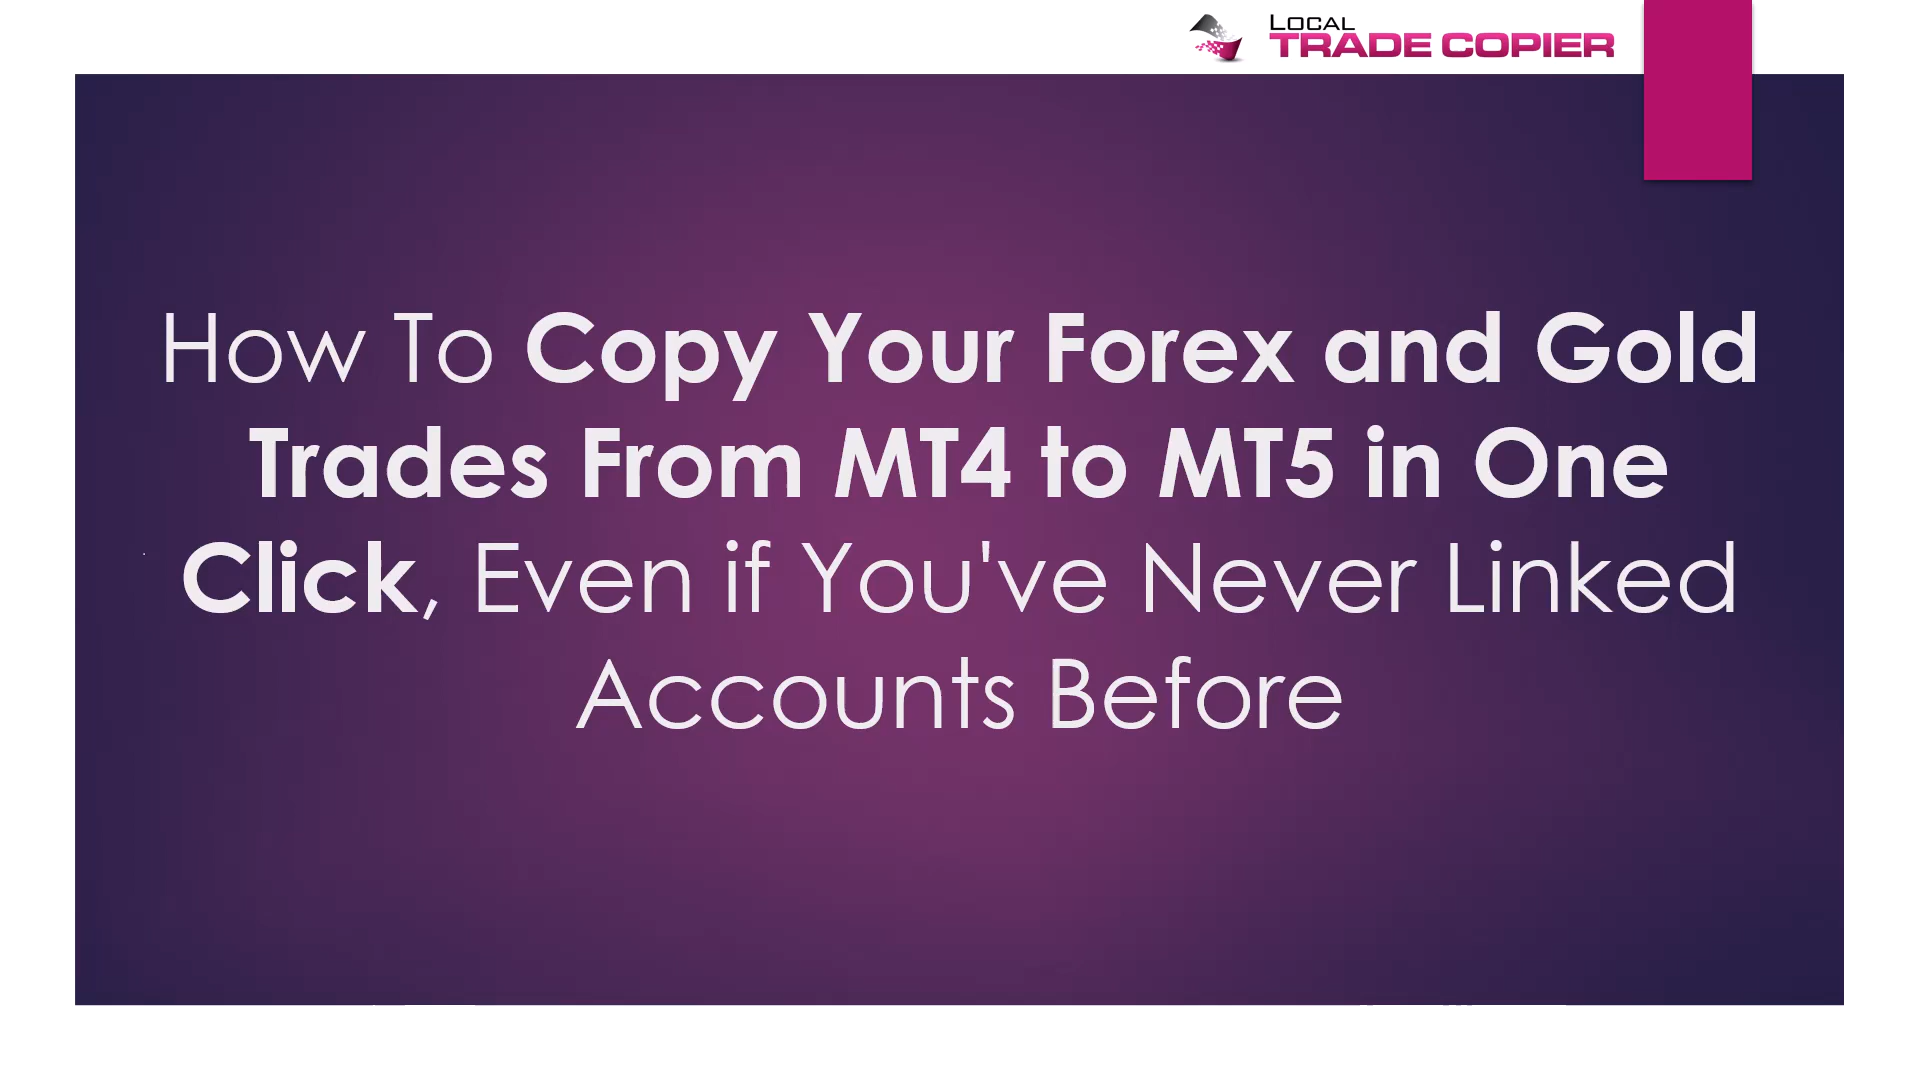 LOCAL
TRADE COPIER
How To Copy Your Forex and Gold
Trades From MT4 to MT5 in One
Click, Even if You've Never Linked
Accounts Before